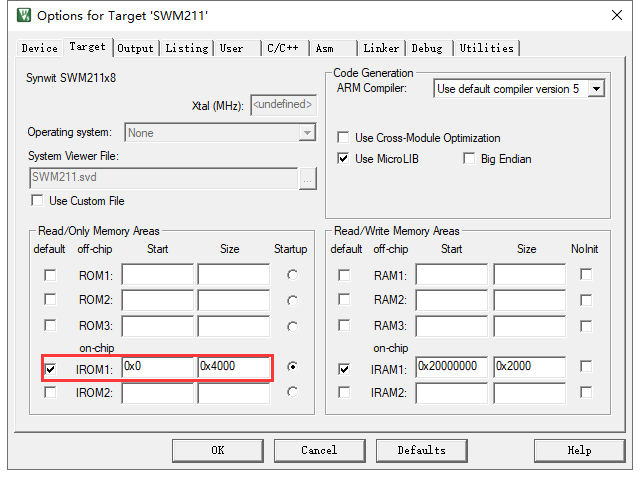 Options for Target 'SWM211'
Device Target Output Listing User C/C++ Asm Linker Debug Utilities
Synwit SWM211x8
Xtal (MHz): <undefined>
Operating system: None
System Viewer File:
SWM211.svd ...
Use Custom File
Code Generation
ARM Compiler: Use default compiler version 5
Use Cross-Module Optimization
Use MicroLIB Big Endian
Read/Only Memory Areas
default off-chip Start Size Startup
ROM1:
ROM2:
ROM3:
on-chip
IROM1: 0x0 0x4000
IROM2:
Read/Write Memory Areas
default off-chip Start Size NoInit
RAM1:
RAM2:
RAM3:
on-chip
IRAM1: 0x20000000 0x2000
IRAM2:
OK Cancel Defaults Help